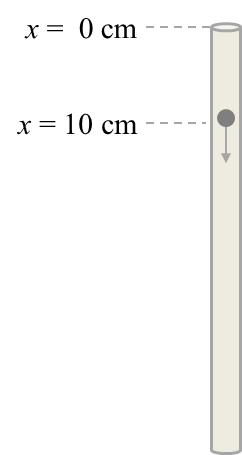 x = 0 cm
x = 10 cm